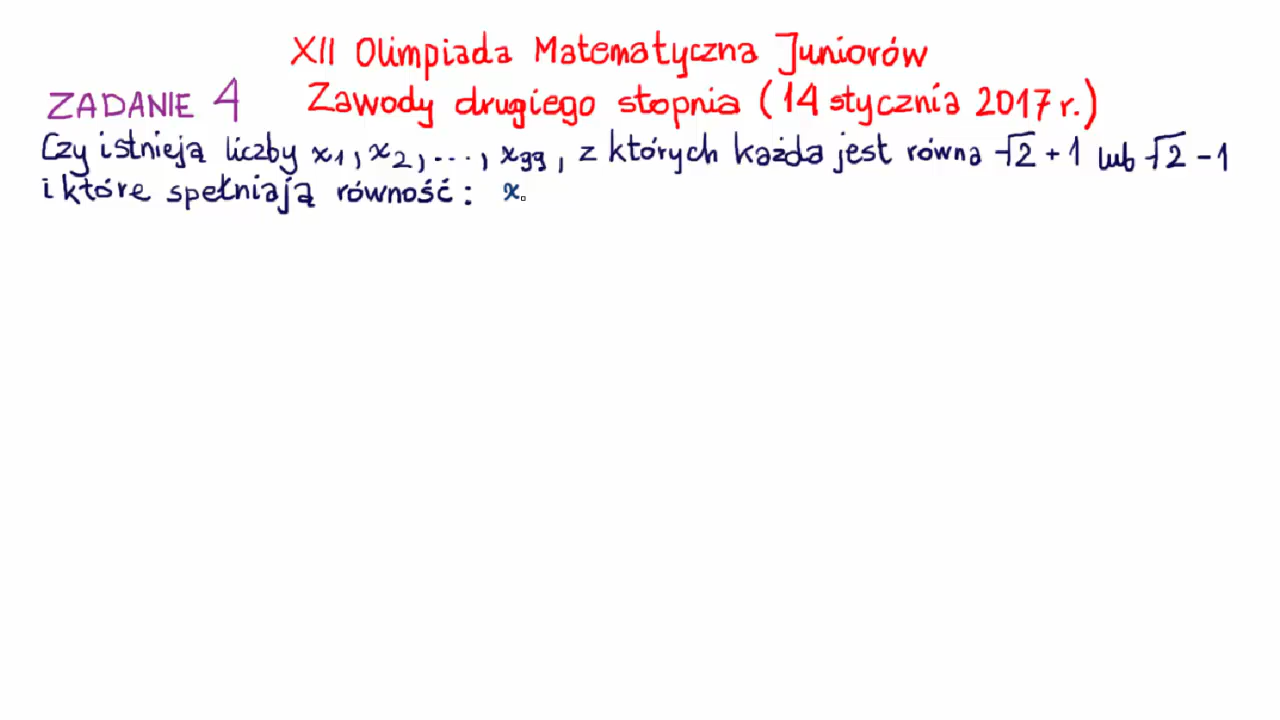 XII Olimpiada Matematyczna Juniorów
ZADANIE 4 Zawody drugiego stopnia (14 stycznia 2017 r.)
Czy istnieją liczby x1, x2, ..., x99, z których każda jest równa √2 + 1 lub √2 - 1
i które spełniają równość: x